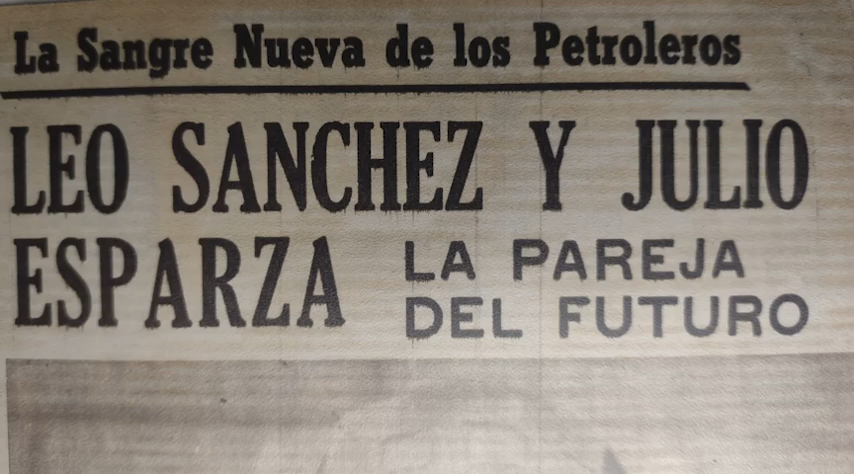 La Sangre Nueva de los Petroleros
LEO SANCHEZ Y JULIO
ESPARZA LA PAREJA
DEL FUTURO